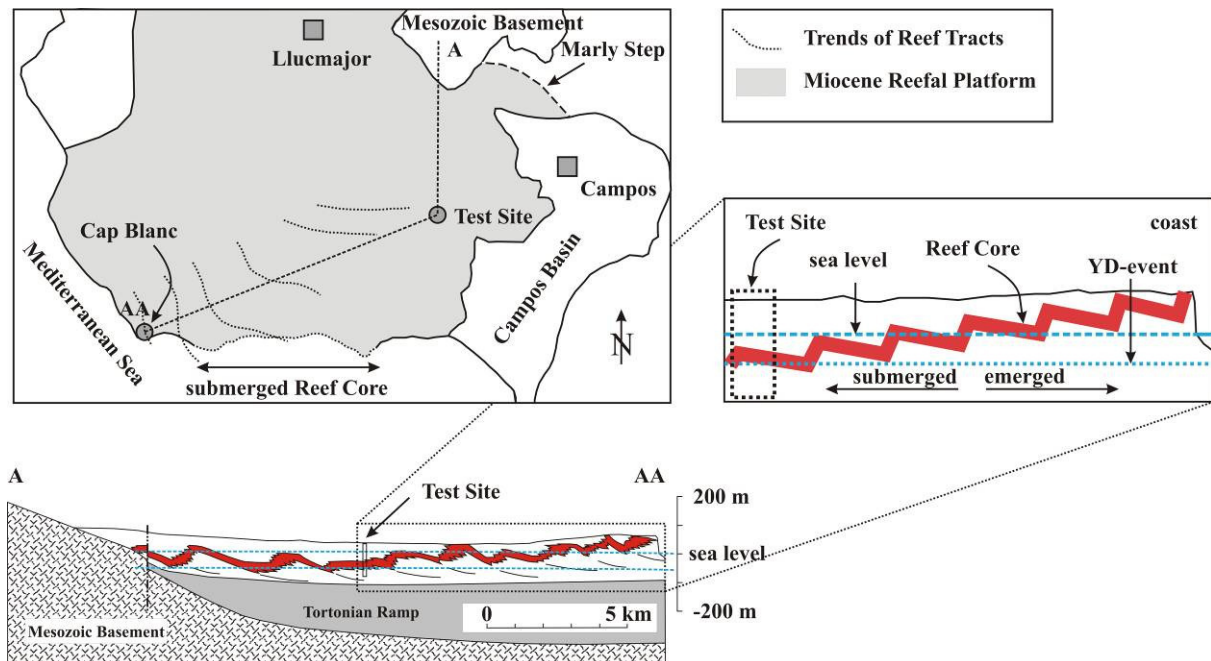 Mesozoic Basement
A
Marly Step
Llucmajor
Campos
Test Site
Cap Blanc
AA
Mediterranean Sea
Campos Basin
N
submerged Reef Core
Trends of Reef Tracts
Miocene Reefal Platform
Test Site
coast
sea level
Reef Core
YD-event
submerged
emerged
A
AA
Test Site
200 m
sea level
-200 m
Tortonian Ramp
0 5 km
Mesozoic Basement